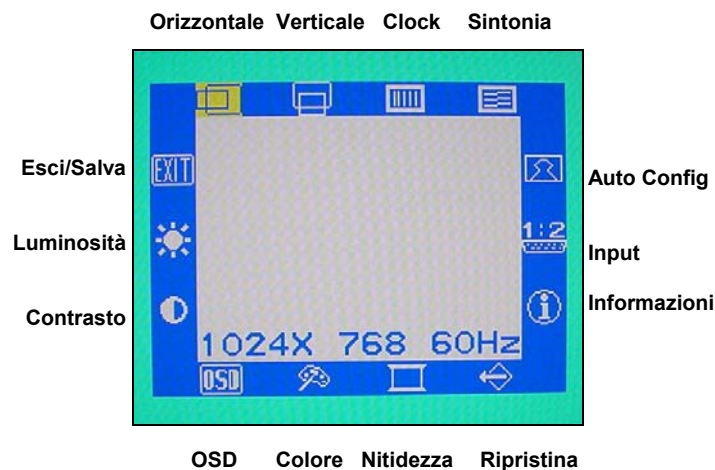 Orizzontale Verticale Clock Sintonia
Esci/Salva
EXIT
Auto Config
Luminosità
1:2
Input
Contrasto
Informazioni
1024X 768 60Hz
OSD
OSD Colore Nitidezza Ripristina